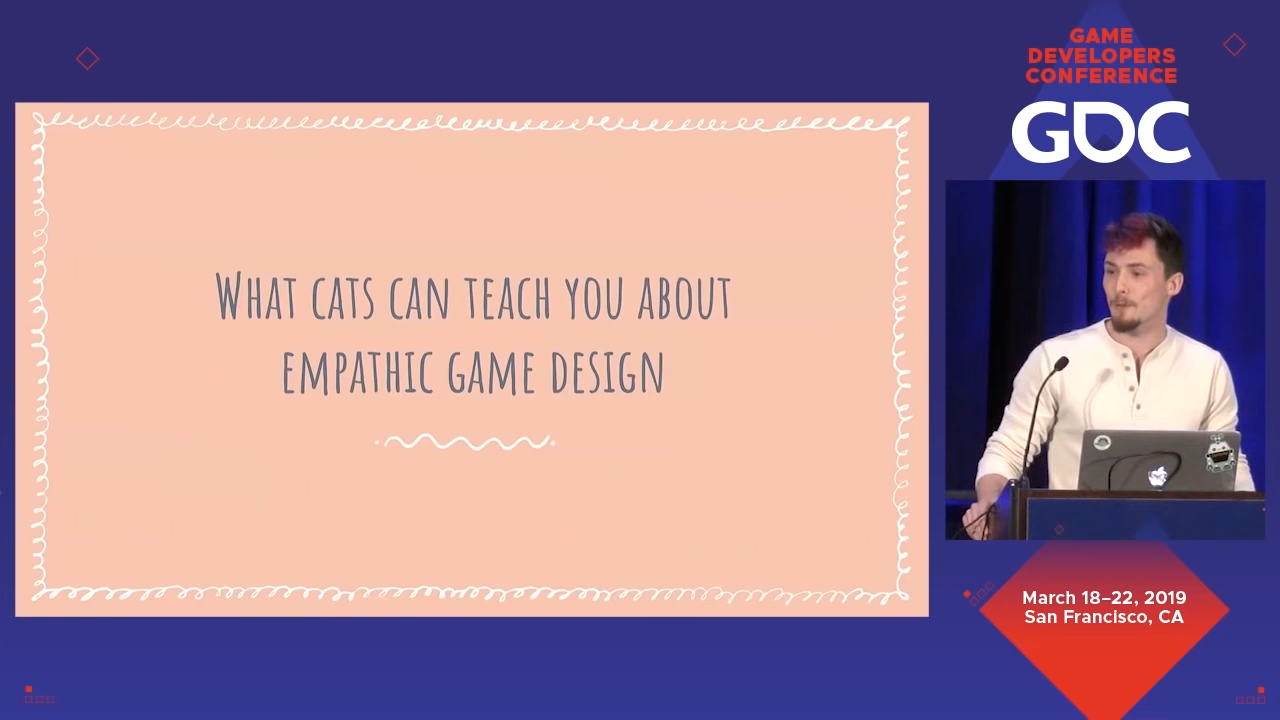 GAME
DEVELOPERS
CONFERENCE
GDC
What cats can teach you about
empathic game design
March 18–22, 2019
San Francisco, CA